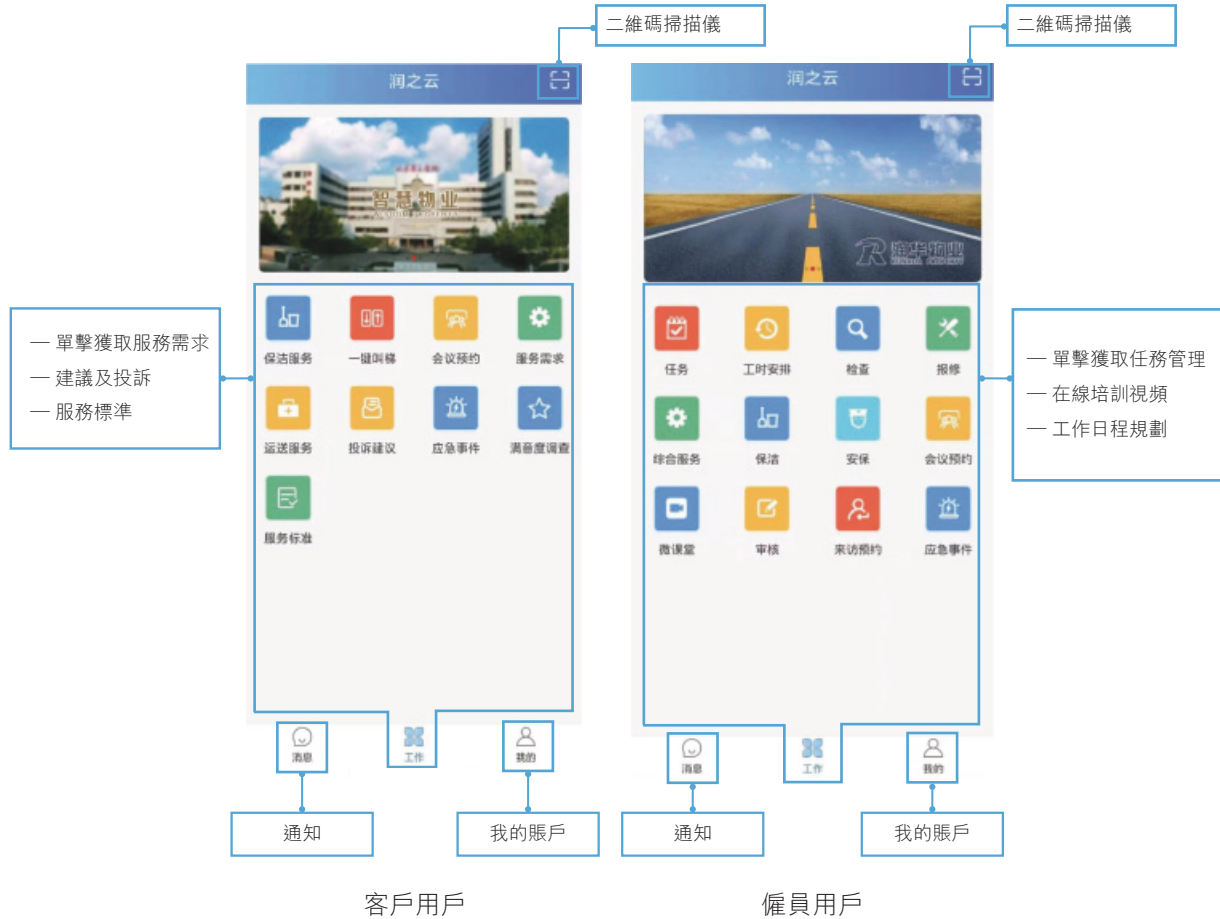 二維碼掃描儀
二維碼掃描儀
润之云
润之云
智慧物业
润华物业
— 單擊獲取服務需求
— 建議及投訴
— 服務標準
保洁服务 一键叫梯 会议预约 服务需求
运送服务 投诉建议 应急事件 满意度调查
服务标准
任务 工时安排 检查 报修
综合服务 保洁 安保 会议预约
微课堂 审核 来访预约 应急事件
— 單擊獲取任務管理
— 在線培訓視頻
— 工作日程規劃
消息 工作 我的
消息 工作 我的
通知
我的賬戶
通知
我的賬戶
客戶用戶
僱員用戶